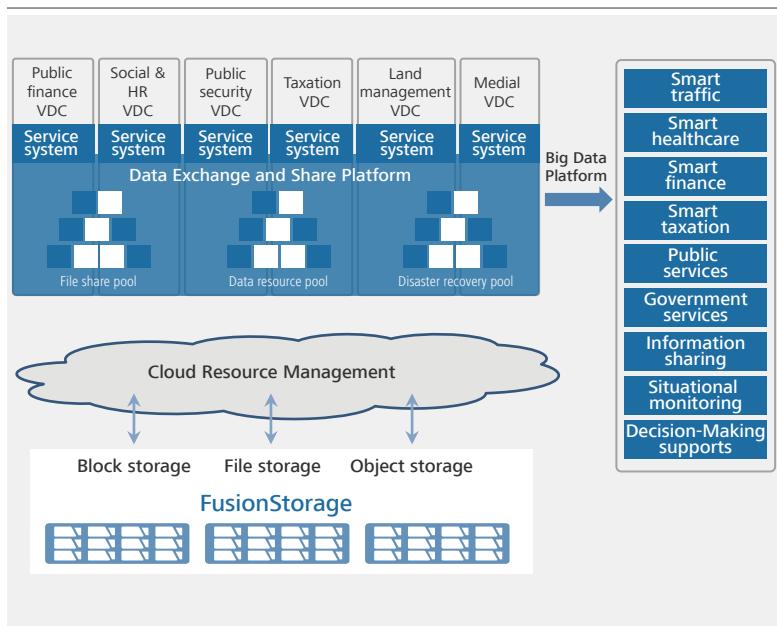 Public
finance
VDC
Social &
HR
VDC
Public
security
VDC
Taxation
VDC
Land
management
VDC
Medial
VDC
Service
system
Service
system
Service
system
Service
system
Service
system
Service
system
Data Exchange and Share Platform
File share pool
Data resource pool
Disaster recovery pool
Big Data
Platform
Smart
traffic
Smart
healthcare
Smart
finance
Smart
taxation
Public
services
Government
services
Information
sharing
Situational
monitoring
Decision-Making
supports
Cloud Resource Management
Block storage
File storage
Object storage
FusionStorage